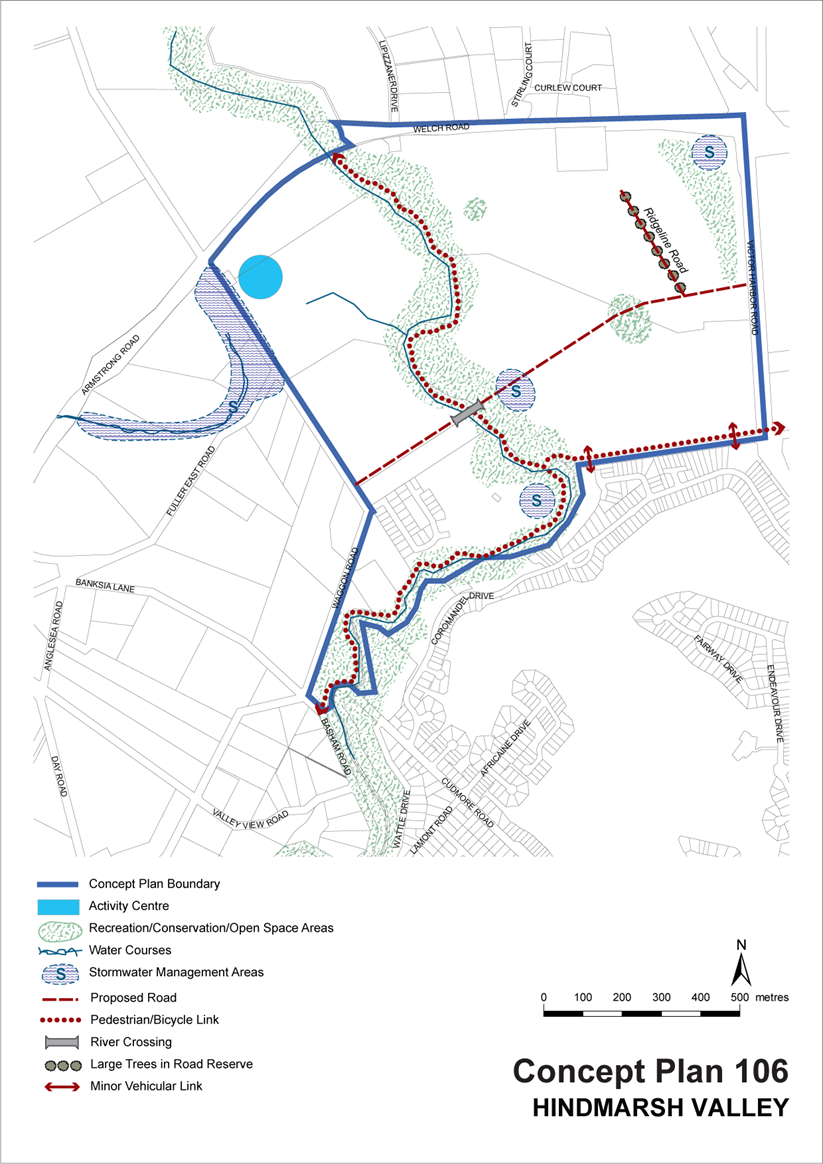 LIPIZZANER DRIVE
STIRLING COURT
CURLEW COURT
WELCH ROAD
S
Ridgeline Road
VICTOR HARBOR ROAD
ARMSTRONG ROAD
S
S
FULLER EAST ROAD
S
WAGGON ROAD
BANKSIA LANE
ANGLESEA ROAD
COROMANDEL DRIVE
FAIRWAY DRIVE
ENDEAVOUR DRIVE
BASHAM ROAD
AFRICAINE DRIVE
DAY ROAD
VALLEY VIEW ROAD
WATTLE DRIVE
LAMONT ROAD
CUDMORE ROAD
Concept Plan Boundary
Activity Centre
Recreation/Conservation/Open Space Areas
Water Courses
S Stormwater Management Areas
Proposed Road
Pedestrian/Bicycle Link
River Crossing
Large Trees in Road Reserve
Minor Vehicular Link
N
0 100 200 300 400 500 metres
Concept Plan 106
HINDMARSH VALLEY